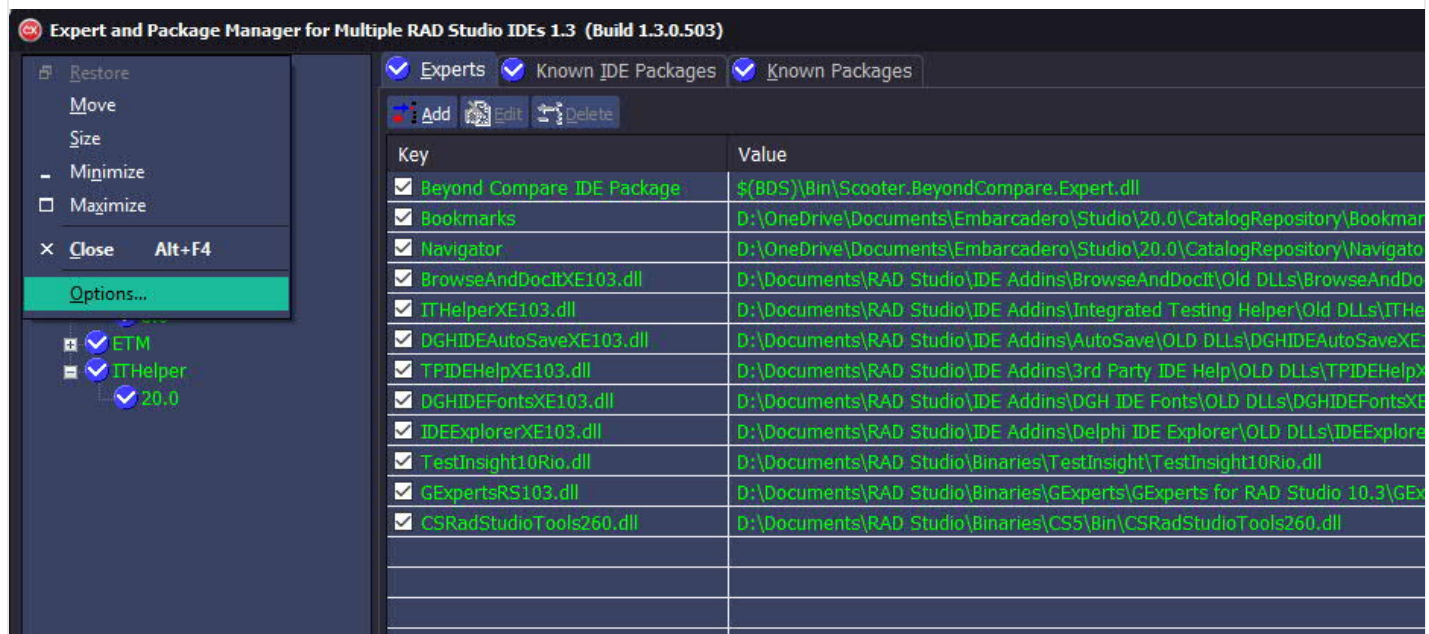 Expert and Package Manager for Multiple RAD Studio IDEs 1.3 (Build 1.3.0.503)
Restore
Move
Size
Minimize
Maximize
Close Alt+F4
Options...
ETM
ITHelper
20.0
Experts Known IDE Packages Known Packages
Add Edit Delete
Key Value
Beyond Compare IDE Package $(BDS)\Bin\Scooter.BeyondCompare.Expert.dll
Bookmarks D:\OneDrive\Documents\Embarcadero\Studio\20.0\CatalogRepository\Bookmar
Navigator D:\OneDrive\Documents\Embarcadero\Studio\20.0\CatalogRepository\Navigato
BrowseAndDocItXE103.dll D:\Documents\RAD Studio\IDE Addins\BrowseAndDocIt\Old DLLs\BrowseAndDo
ITHelperXE103.dll D:\Documents\RAD Studio\IDE Addins\Integrated Testing Helper\Old DLLs\ITHe
DGHIDEAutoSaveXE103.dll D:\Documents\RAD Studio\IDE Addins\AutoSave\OLD DLLs\DGHIDEAutoSaveXE
TPIDEHelpXE103.dll D:\Documents\RAD Studio\IDE Addins\3rd Party IDE Help\OLD DLLs\TPIDEHelpX
DGHIDEFontsXE103.dll D:\Documents\RAD Studio\IDE Addins\DGH IDE Fonts\OLD DLLs\DGHIDEFontsXE
IDEExplorerXE103.dll D:\Documents\RAD Studio\IDE Addins\Delphi IDE Explorer\OLD DLLs\IDEExplore
TestInsight10Rio.dll D:\Documents\RAD Studio\Binaries\TestInsight\TestInsight10Rio.dll
GExpertsRS103.dll D:\Documents\RAD Studio\Binaries\GExperts\GExperts for RAD Studio 10.3\GEx
CSRadStudioTools260.dll D:\Documents\RAD Studio\Binaries\CS5\Bin\CSRadStudioTools260.dll